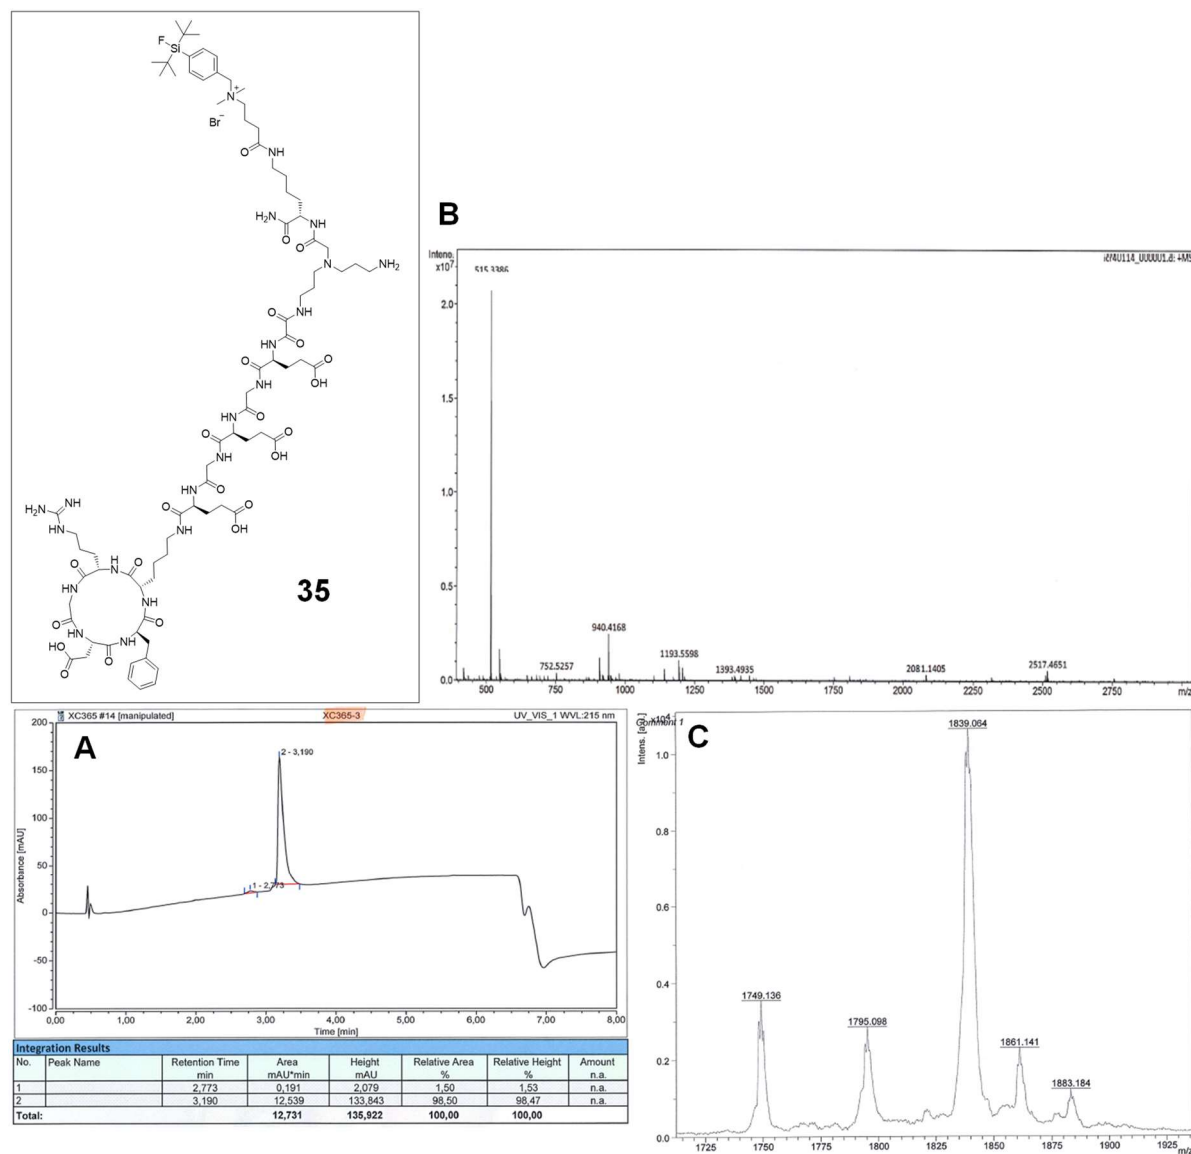 F
Si
N+
Br-
O
NH
H2N
O
NH
O
N
NH2
NH
O
O
HN
O
O
OH
NH
O
HN
O
O
OH
NH
O
HN
O
O
OH
NH
H2N
NH
HN
O
H
N
O
NH
NH
O
O
HN
NH
O
O
HO
O
35
B
Intens.
x10^7
515.3386
2.0
1.5
1.0
0.5
940.4168
752.5257
1193.5598
1393.4935
2081.1405
2517.4651
500
750
1000
1250
1500
1750
2000
2250
2500
2750
m/z
XC365 #14 [manipulated]
XC365-3
UV_VIS_1 WVL:215 nm
A
Absorbance [mAU]
200
150
100
50
0
-50
-100
2 - 3,190
1 - 2,773
0,00
1,00
2,00
3,00
4,00
5,00
6,00
7,00
8,00
Time [min]
Integration Results
No. Peak Name Retention Time Area Height Relative Area Relative Height Amount
min mAU*min mAU % % n.a.
1 2,773 0,191 2,079 1,50 1,53 n.a.
2 3,190 12,539 133,843 98,50 98,47 n.a.
Total: 12,731 135,922 100,00 100,00
Comment 1
Intens. [a.u.]
x10^4
C
1.0
0.8
0.6
0.4
0.2
0.0
1749.136
1795.098
1839.064
1861.141
1883.184
1725
1750
1775
1800
1825
1850
1875
1900
1925
m/z